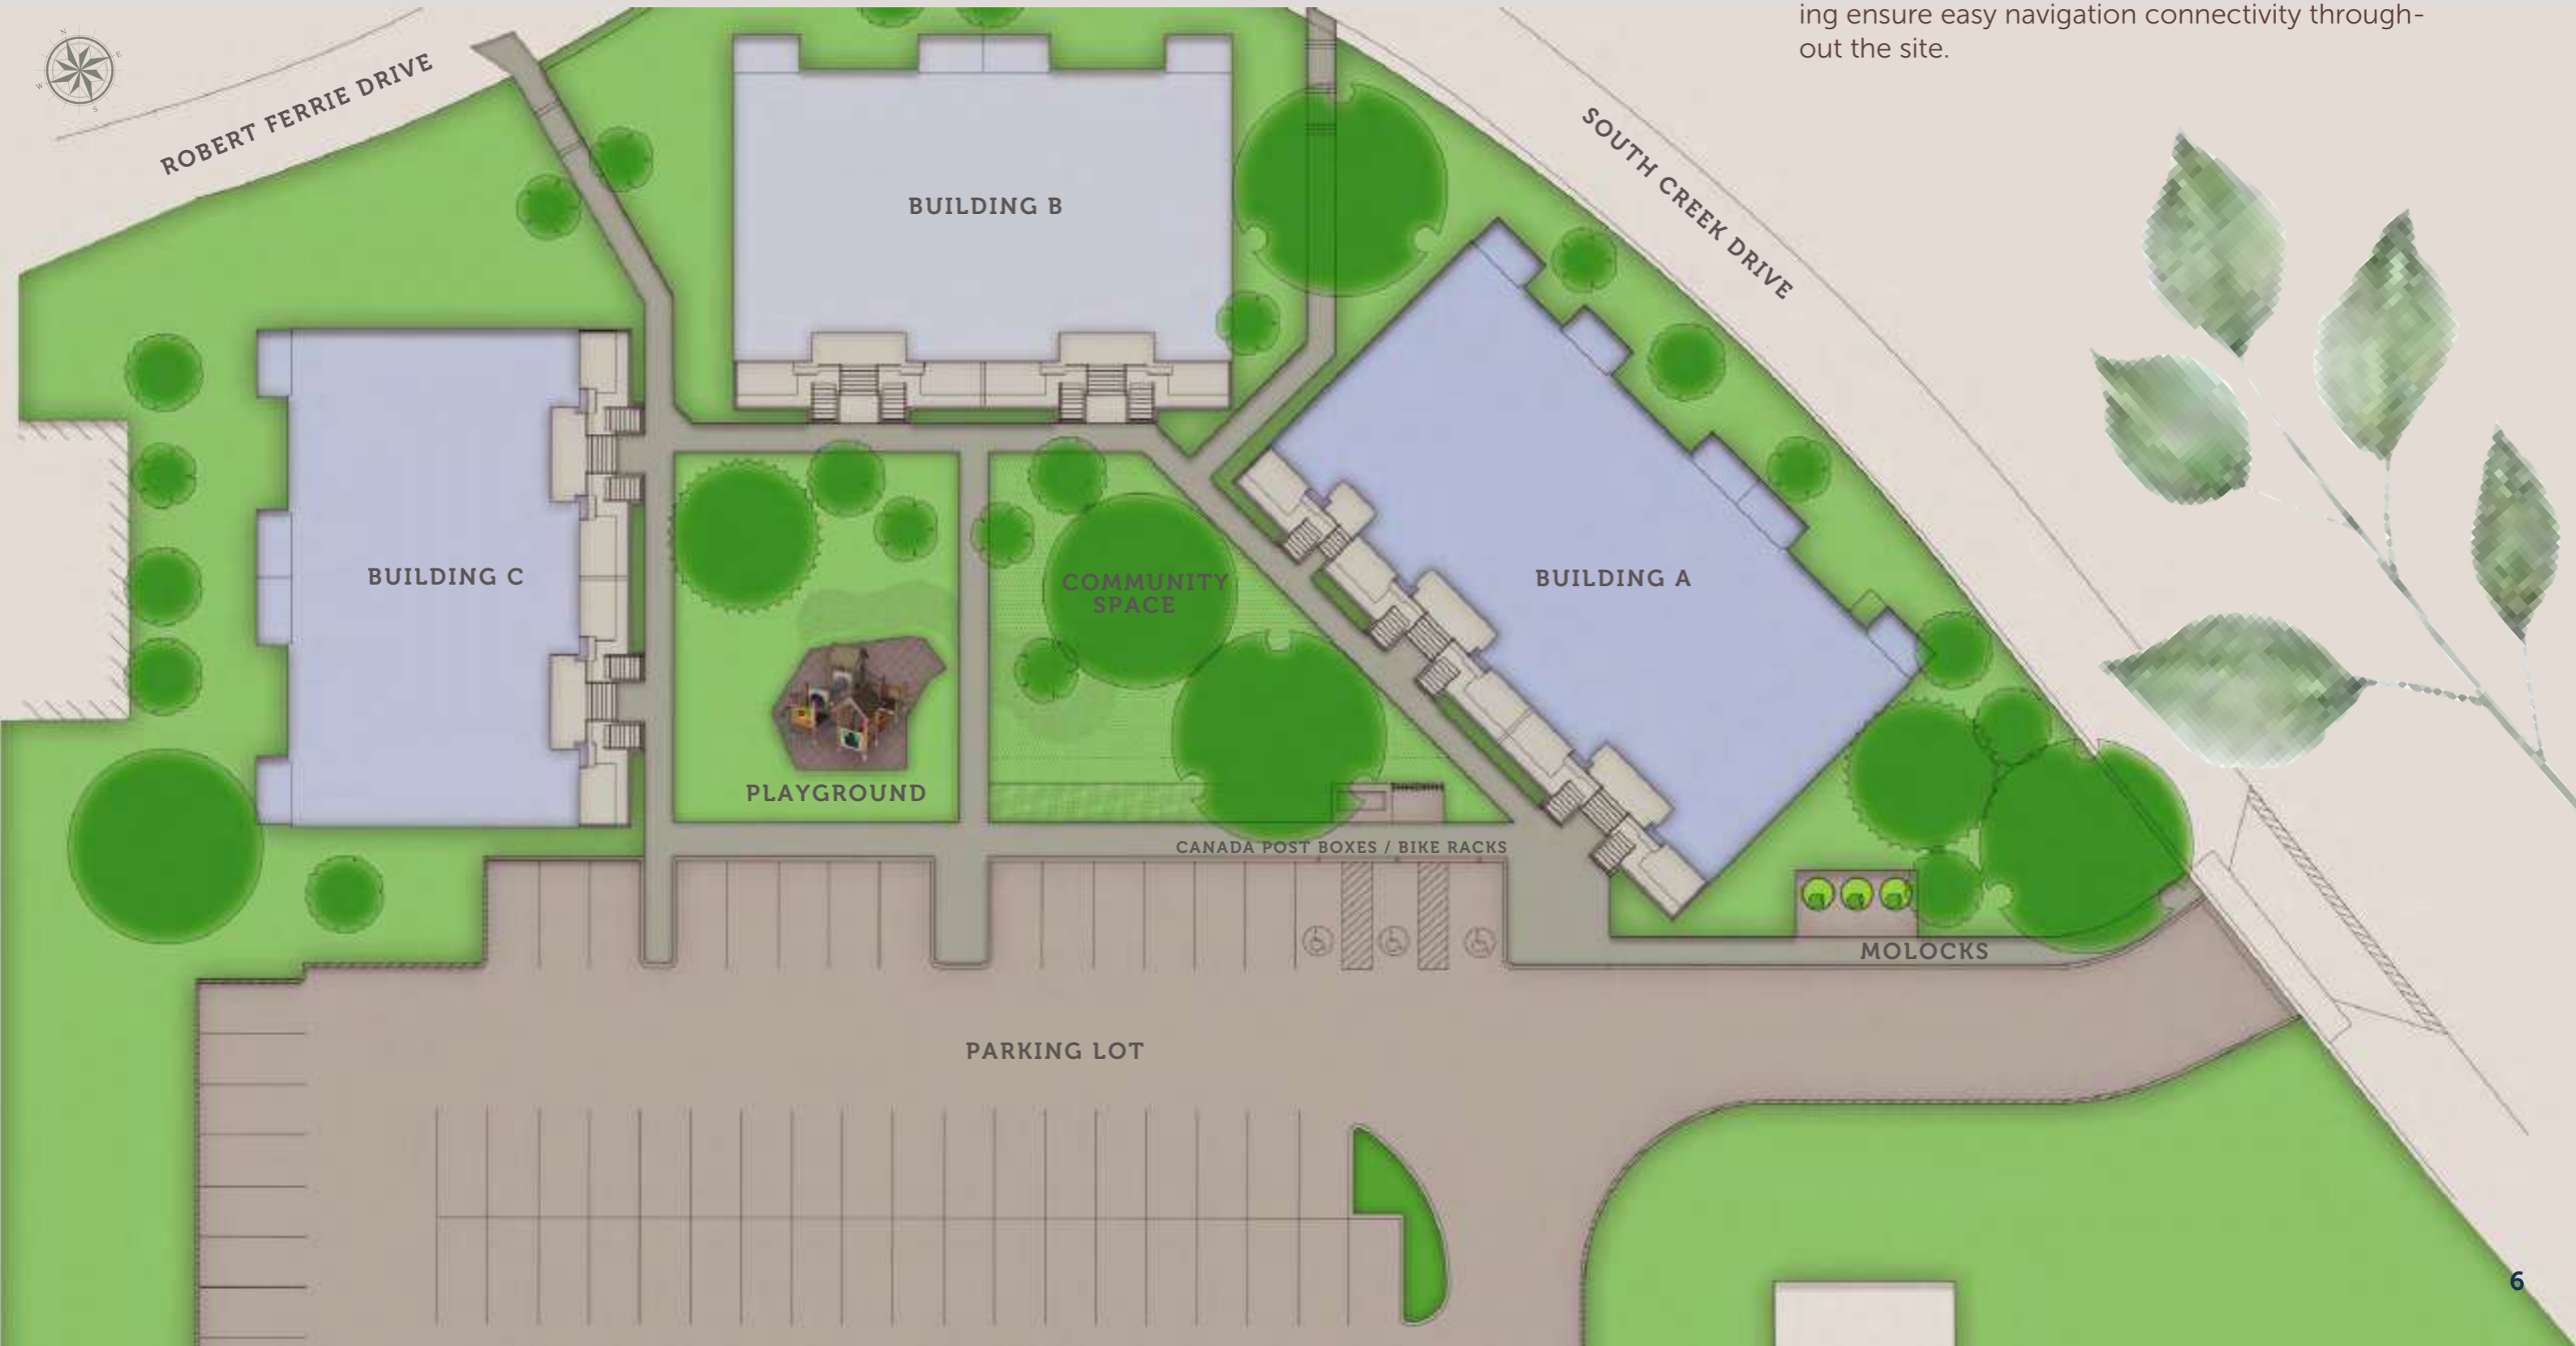 ing ensure easy navigation connectivity through-
out the site.
N
E
W
S
ROBERT FERRIE DRIVE
SOUTH CREEK DRIVE
BUILDING B
BUILDING C
COMMUNITY
SPACE
BUILDING A
PLAYGROUND
CANADA POST BOXES / BIKE RACKS
MOLOCKS
PARKING LOT
6